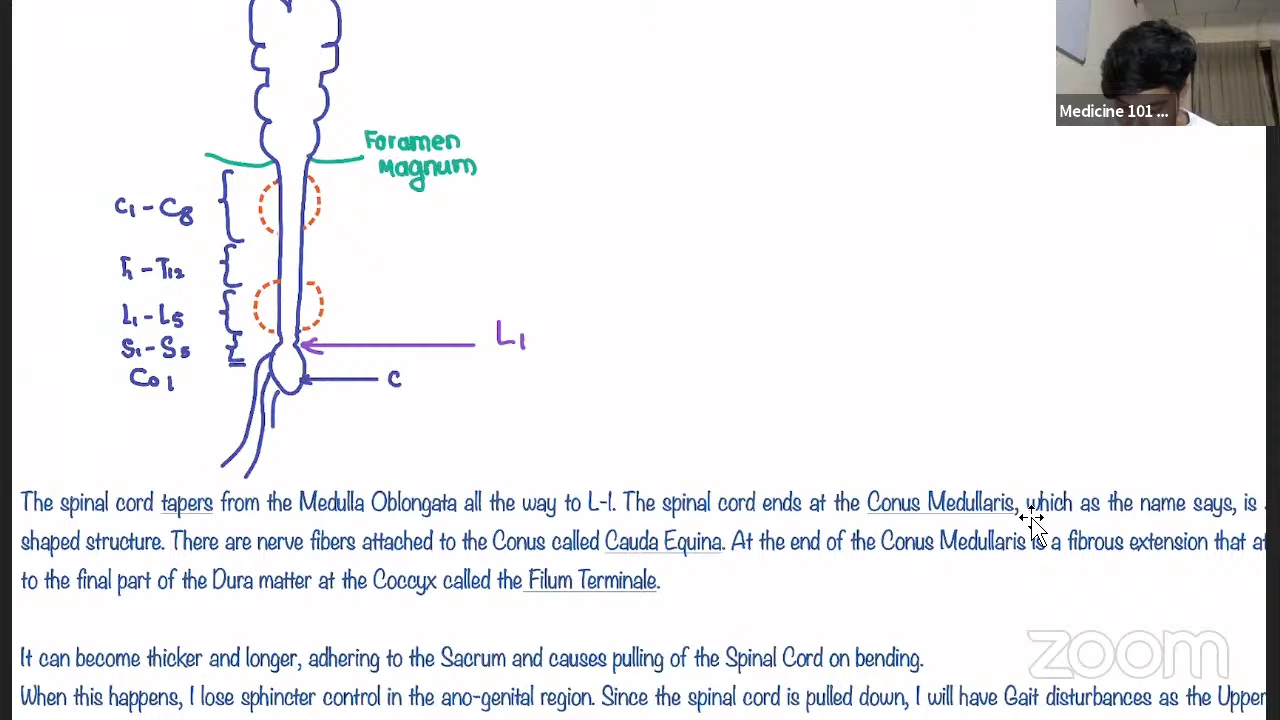 Medicine 101 ...
Foramen
Magnum
C1 - C8
T1 - T12
L1 - L5
L1
S1 - S5
Co1
C
The spinal cord tapers from the Medulla Oblongata all the way to L-1. The spinal cord ends at the Conus Medullaris, which as the name says, is
shaped structure. There are nerve fibers attached to the Conus called Cauda Equina. At the end of the Conus Medullaris is a fibrous extension that at
to the final part of the Dura matter at the Coccyx called the Filum Terminale.
It can become thicker and longer, adhering to the Sacrum and causes pulling of the Spinal Cord on bending.
zoom
When this happens, I lose sphincter control in the ano-genital region. Since the spinal cord is pulled down, I will have Gait disturbances as the Upper